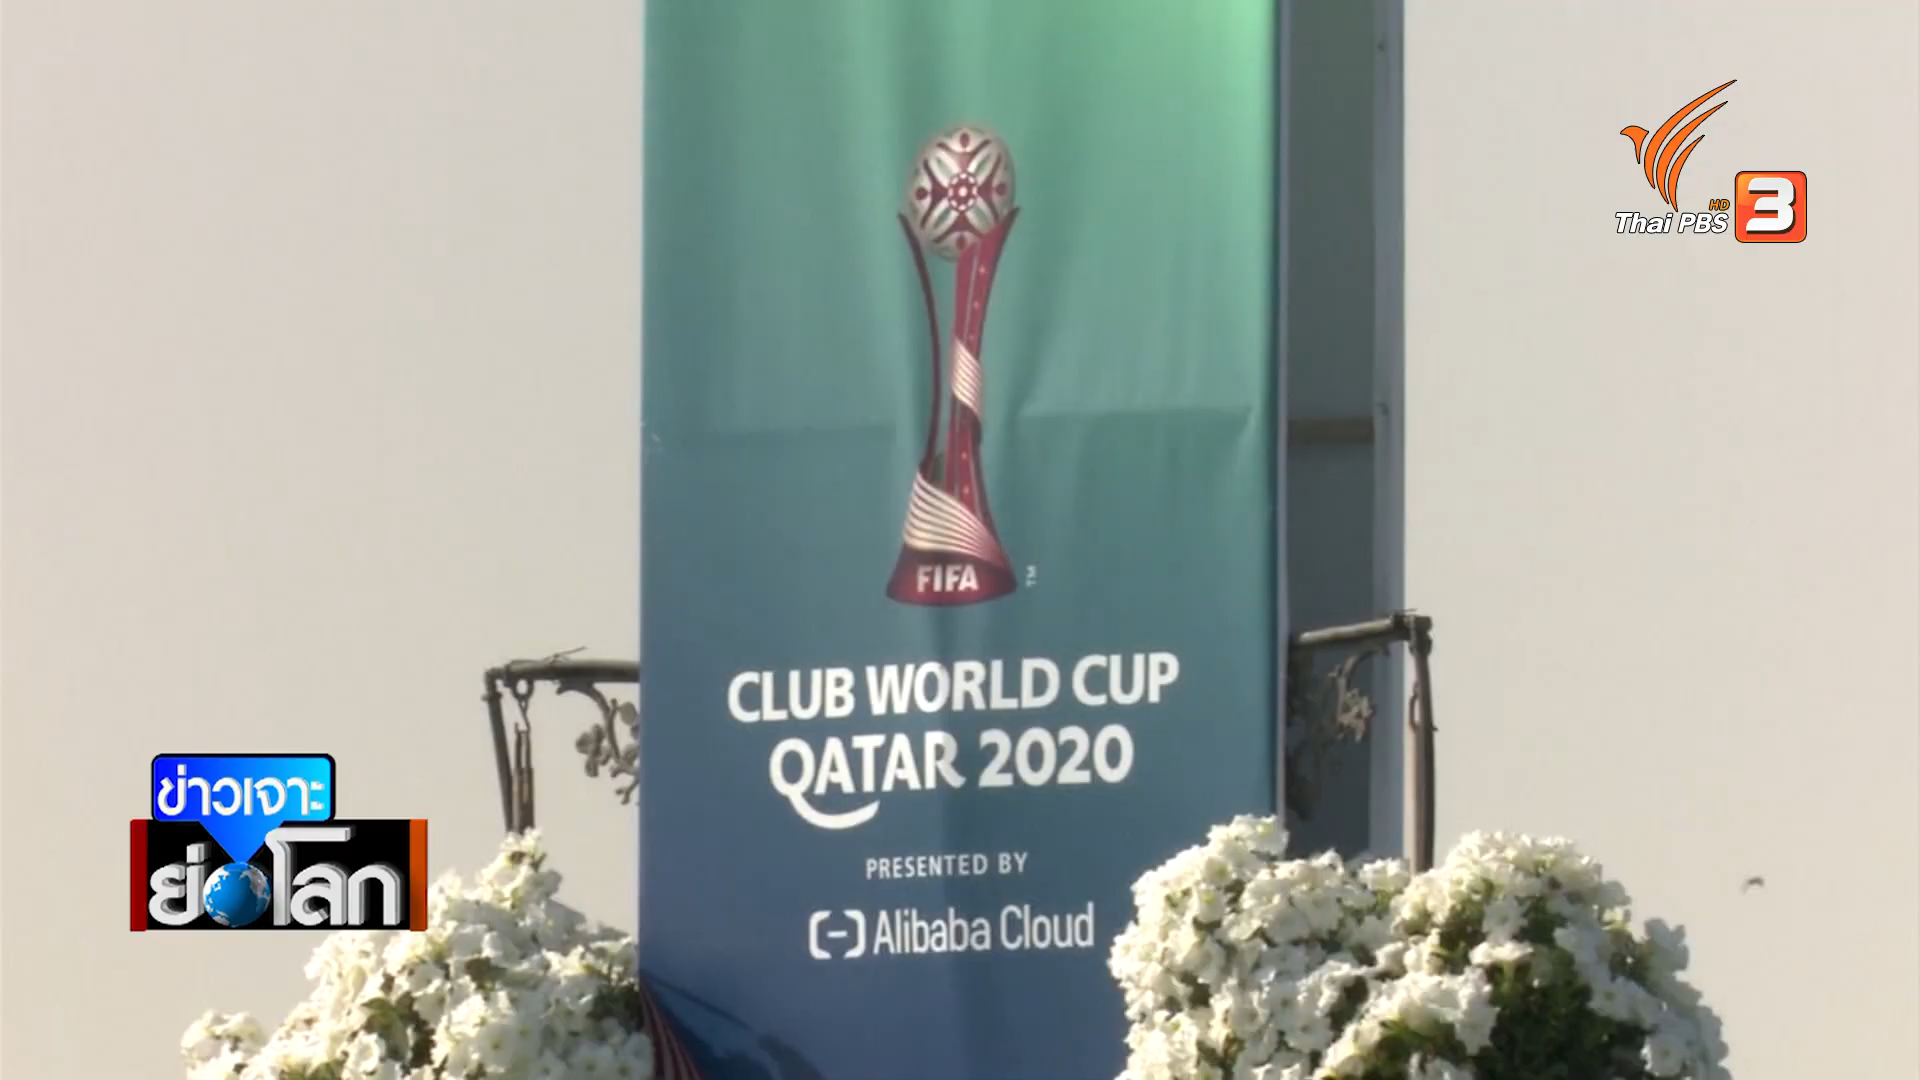 Thai PBS HD 3
FIFA TM
CLUB WORLD CUP
QATAR 2020
PRESENTED BY
Alibaba Cloud
ข่าวเจาะ
ย่อโลก